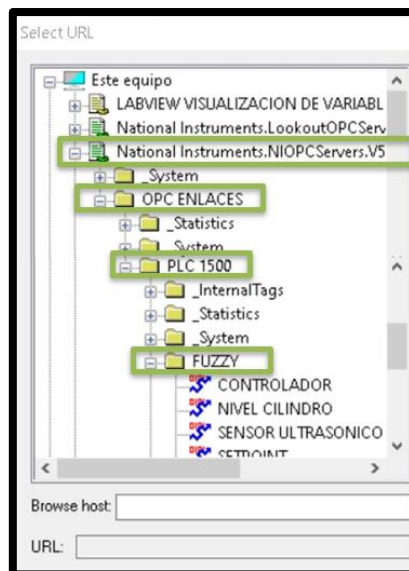 Select URL
Este equipo
LABVIEW VISUALIZACION DE VARIABL
National Instruments.LookoutOPCServ
National Instruments.NIOPCServers.V5
_System
OPC ENLACES
_Statistics
_System
PLC 1500
_InternalTags
_Statistics
_System
FUZZY
CONTROLADOR
NIVEL CILINDRO
SENSOR ULTRASONICO
SETPOINT
Browse host:
URL: